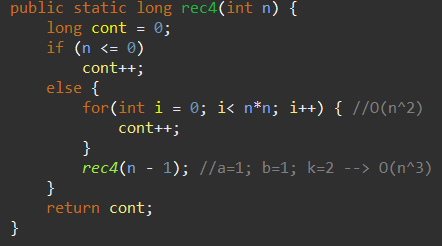 public static long rec4(int n) {
    long cont = 0;
    if (n <= 0)
        cont++;
    else {
        for(int i = 0; i< n*n; i++) { //O(n^2)
            cont++;
        }
        rec4(n - 1); //a=1; b=1; k=2 --> O(n^3)
    }
    return cont;
}